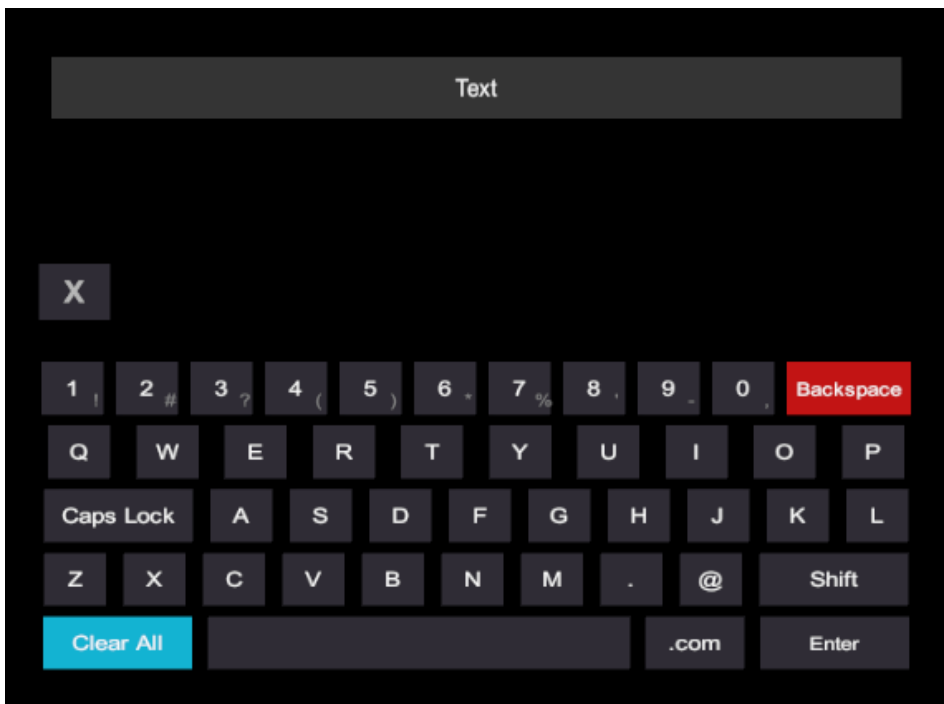 Text
X
1 ! 2 # 3 ? 4 ( 5 ) 6 * 7 % 8 ' 9 - 0 , Backspace
Q W E R T Y U I O P
Caps Lock A S D F G H J K L
Z X C V B N M . @ Shift
Clear All .com Enter